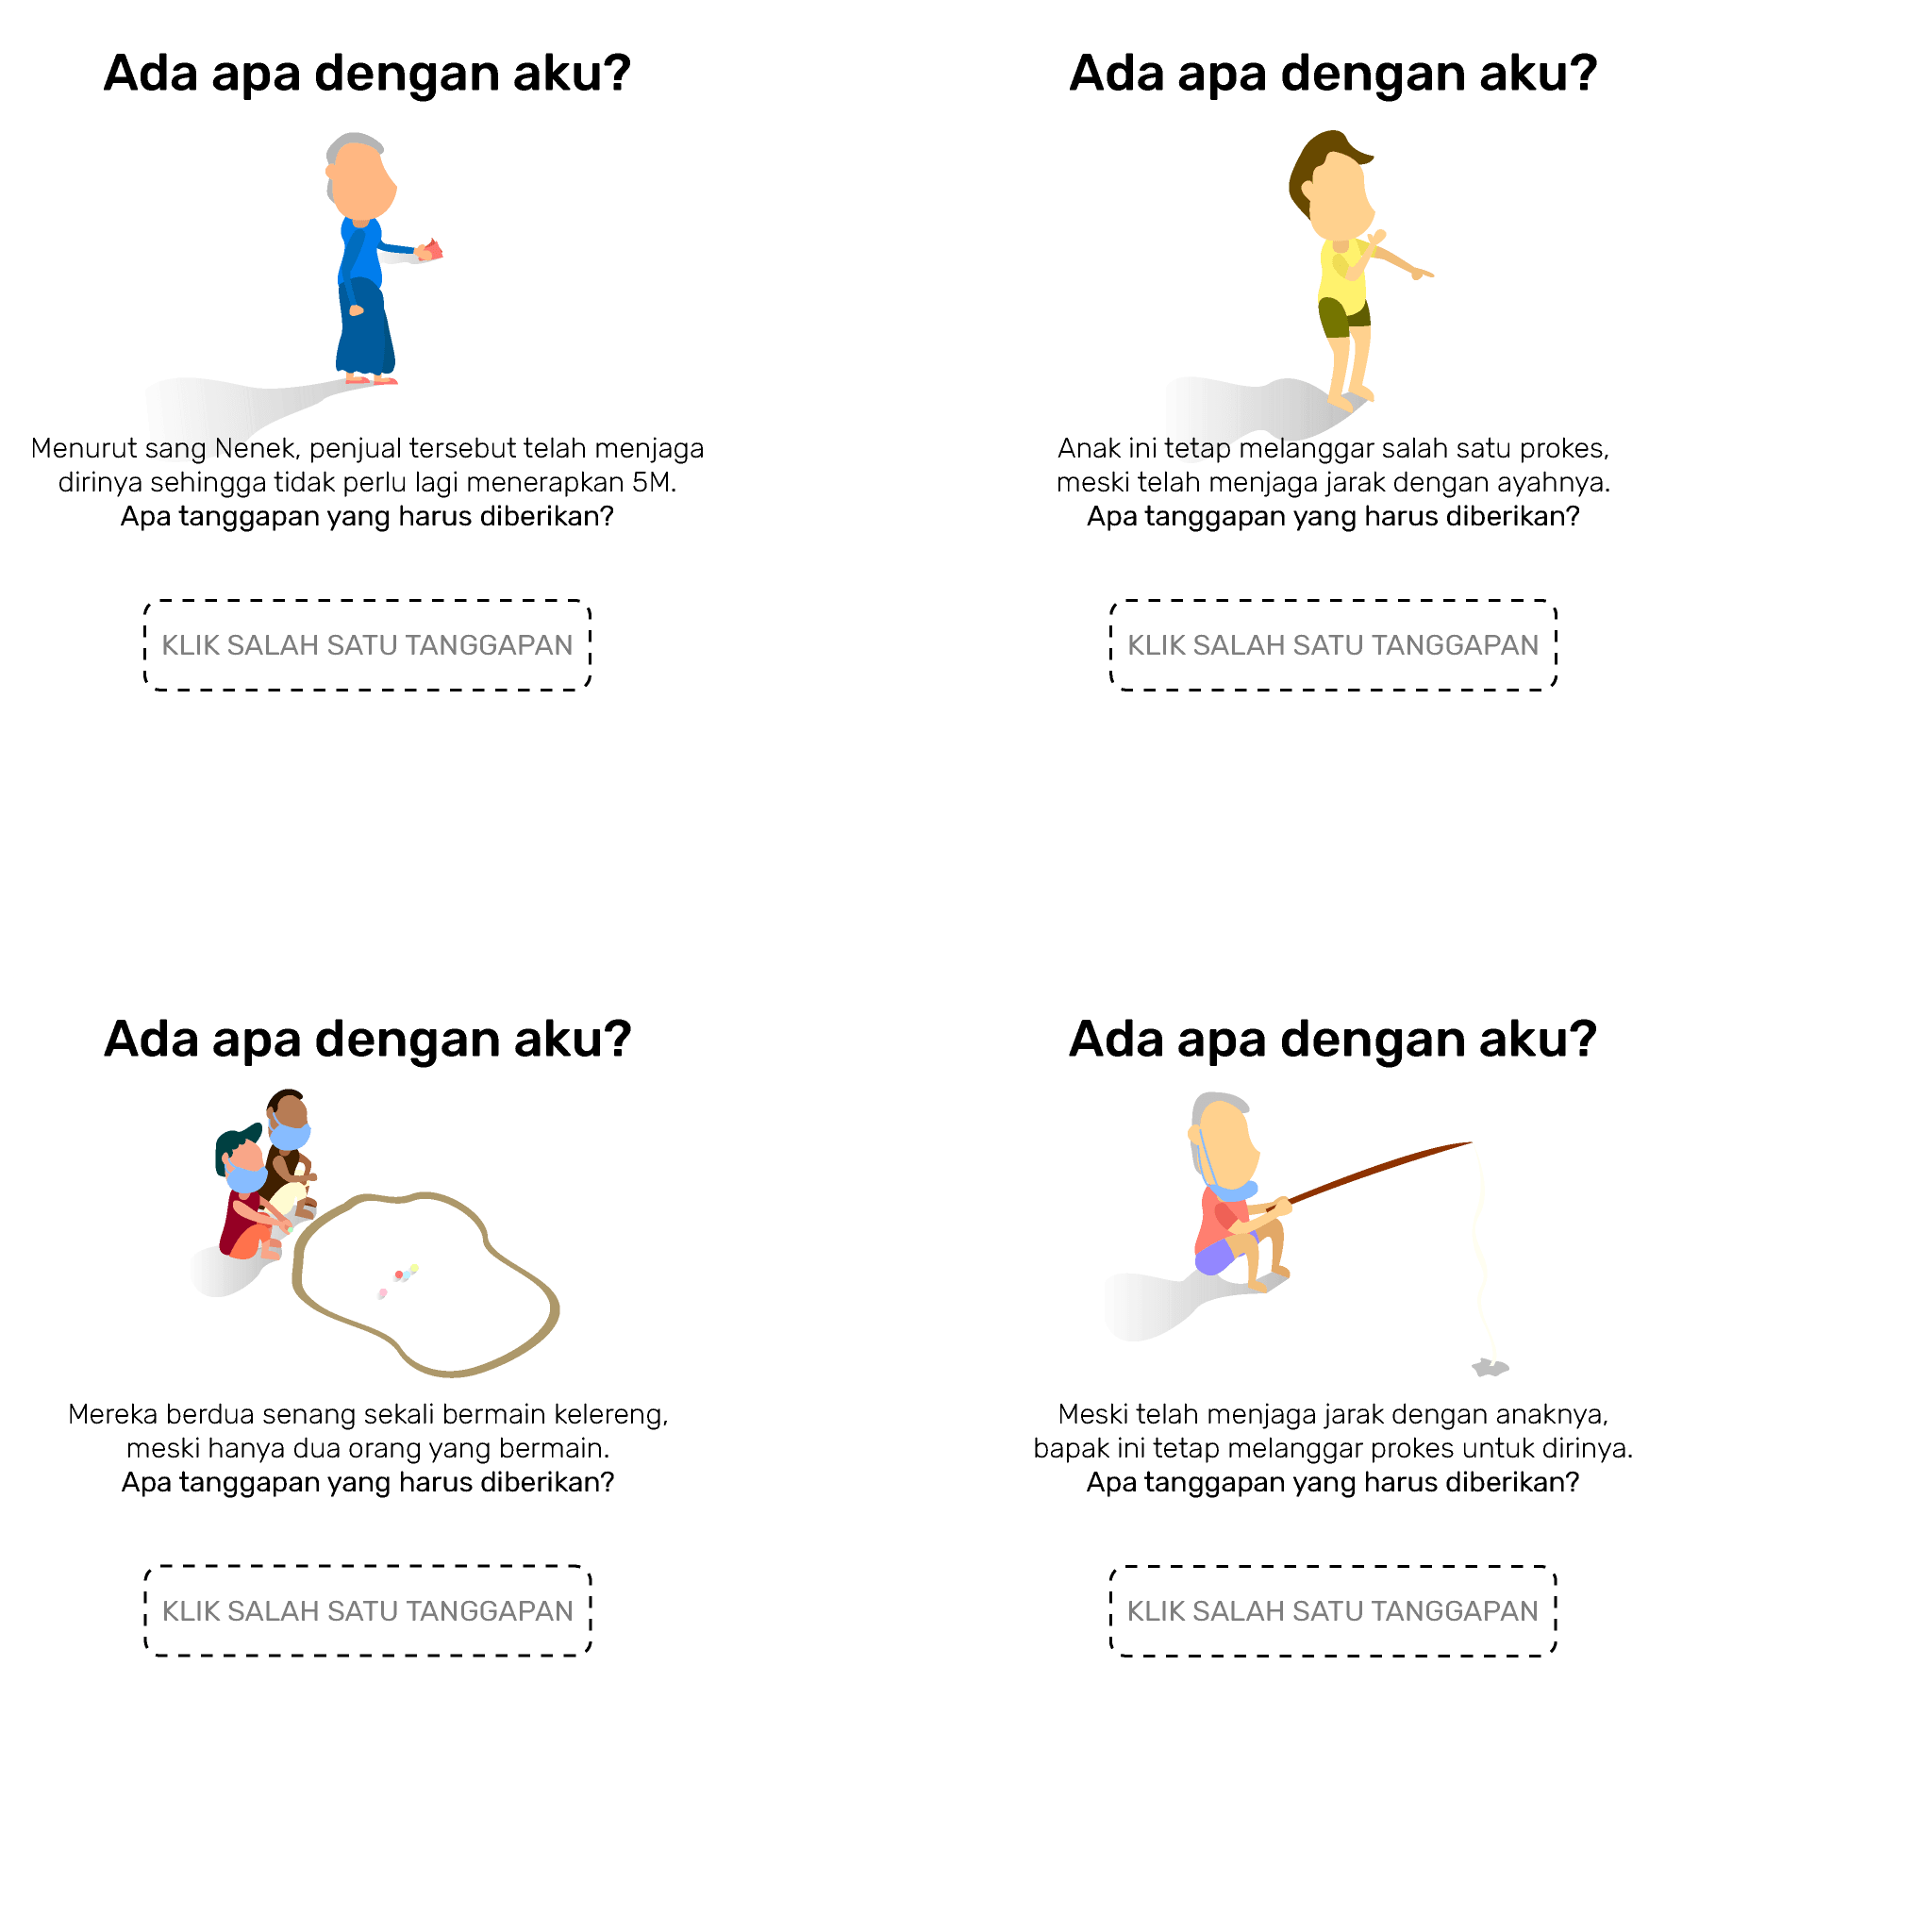 Ada apa dengan aku?
Menurut sang Nenek, penjual tersebut telah menjaga
dirinya sehingga tidak perlu lagi menerapkan 5M.
Apa tanggapan yang harus diberikan?
KLIK SALAH SATU TANGGAPAN
Ada apa dengan aku?
Anak ini tetap melanggar salah satu prokes,
meski telah menjaga jarak dengan ayahnya.
Apa tanggapan yang harus diberikan?
KLIK SALAH SATU TANGGAPAN
Ada apa dengan aku?
Mereka berdua senang sekali bermain kelereng,
meski hanya dua orang yang bermain.
Apa tanggapan yang harus diberikan?
KLIK SALAH SATU TANGGAPAN
Ada apa dengan aku?
Meski telah menjaga jarak dengan anaknya,
bapak ini tetap melanggar prokes untuk dirinya.
Apa tanggapan yang harus diberikan?
KLIK SALAH SATU TANGGAPAN